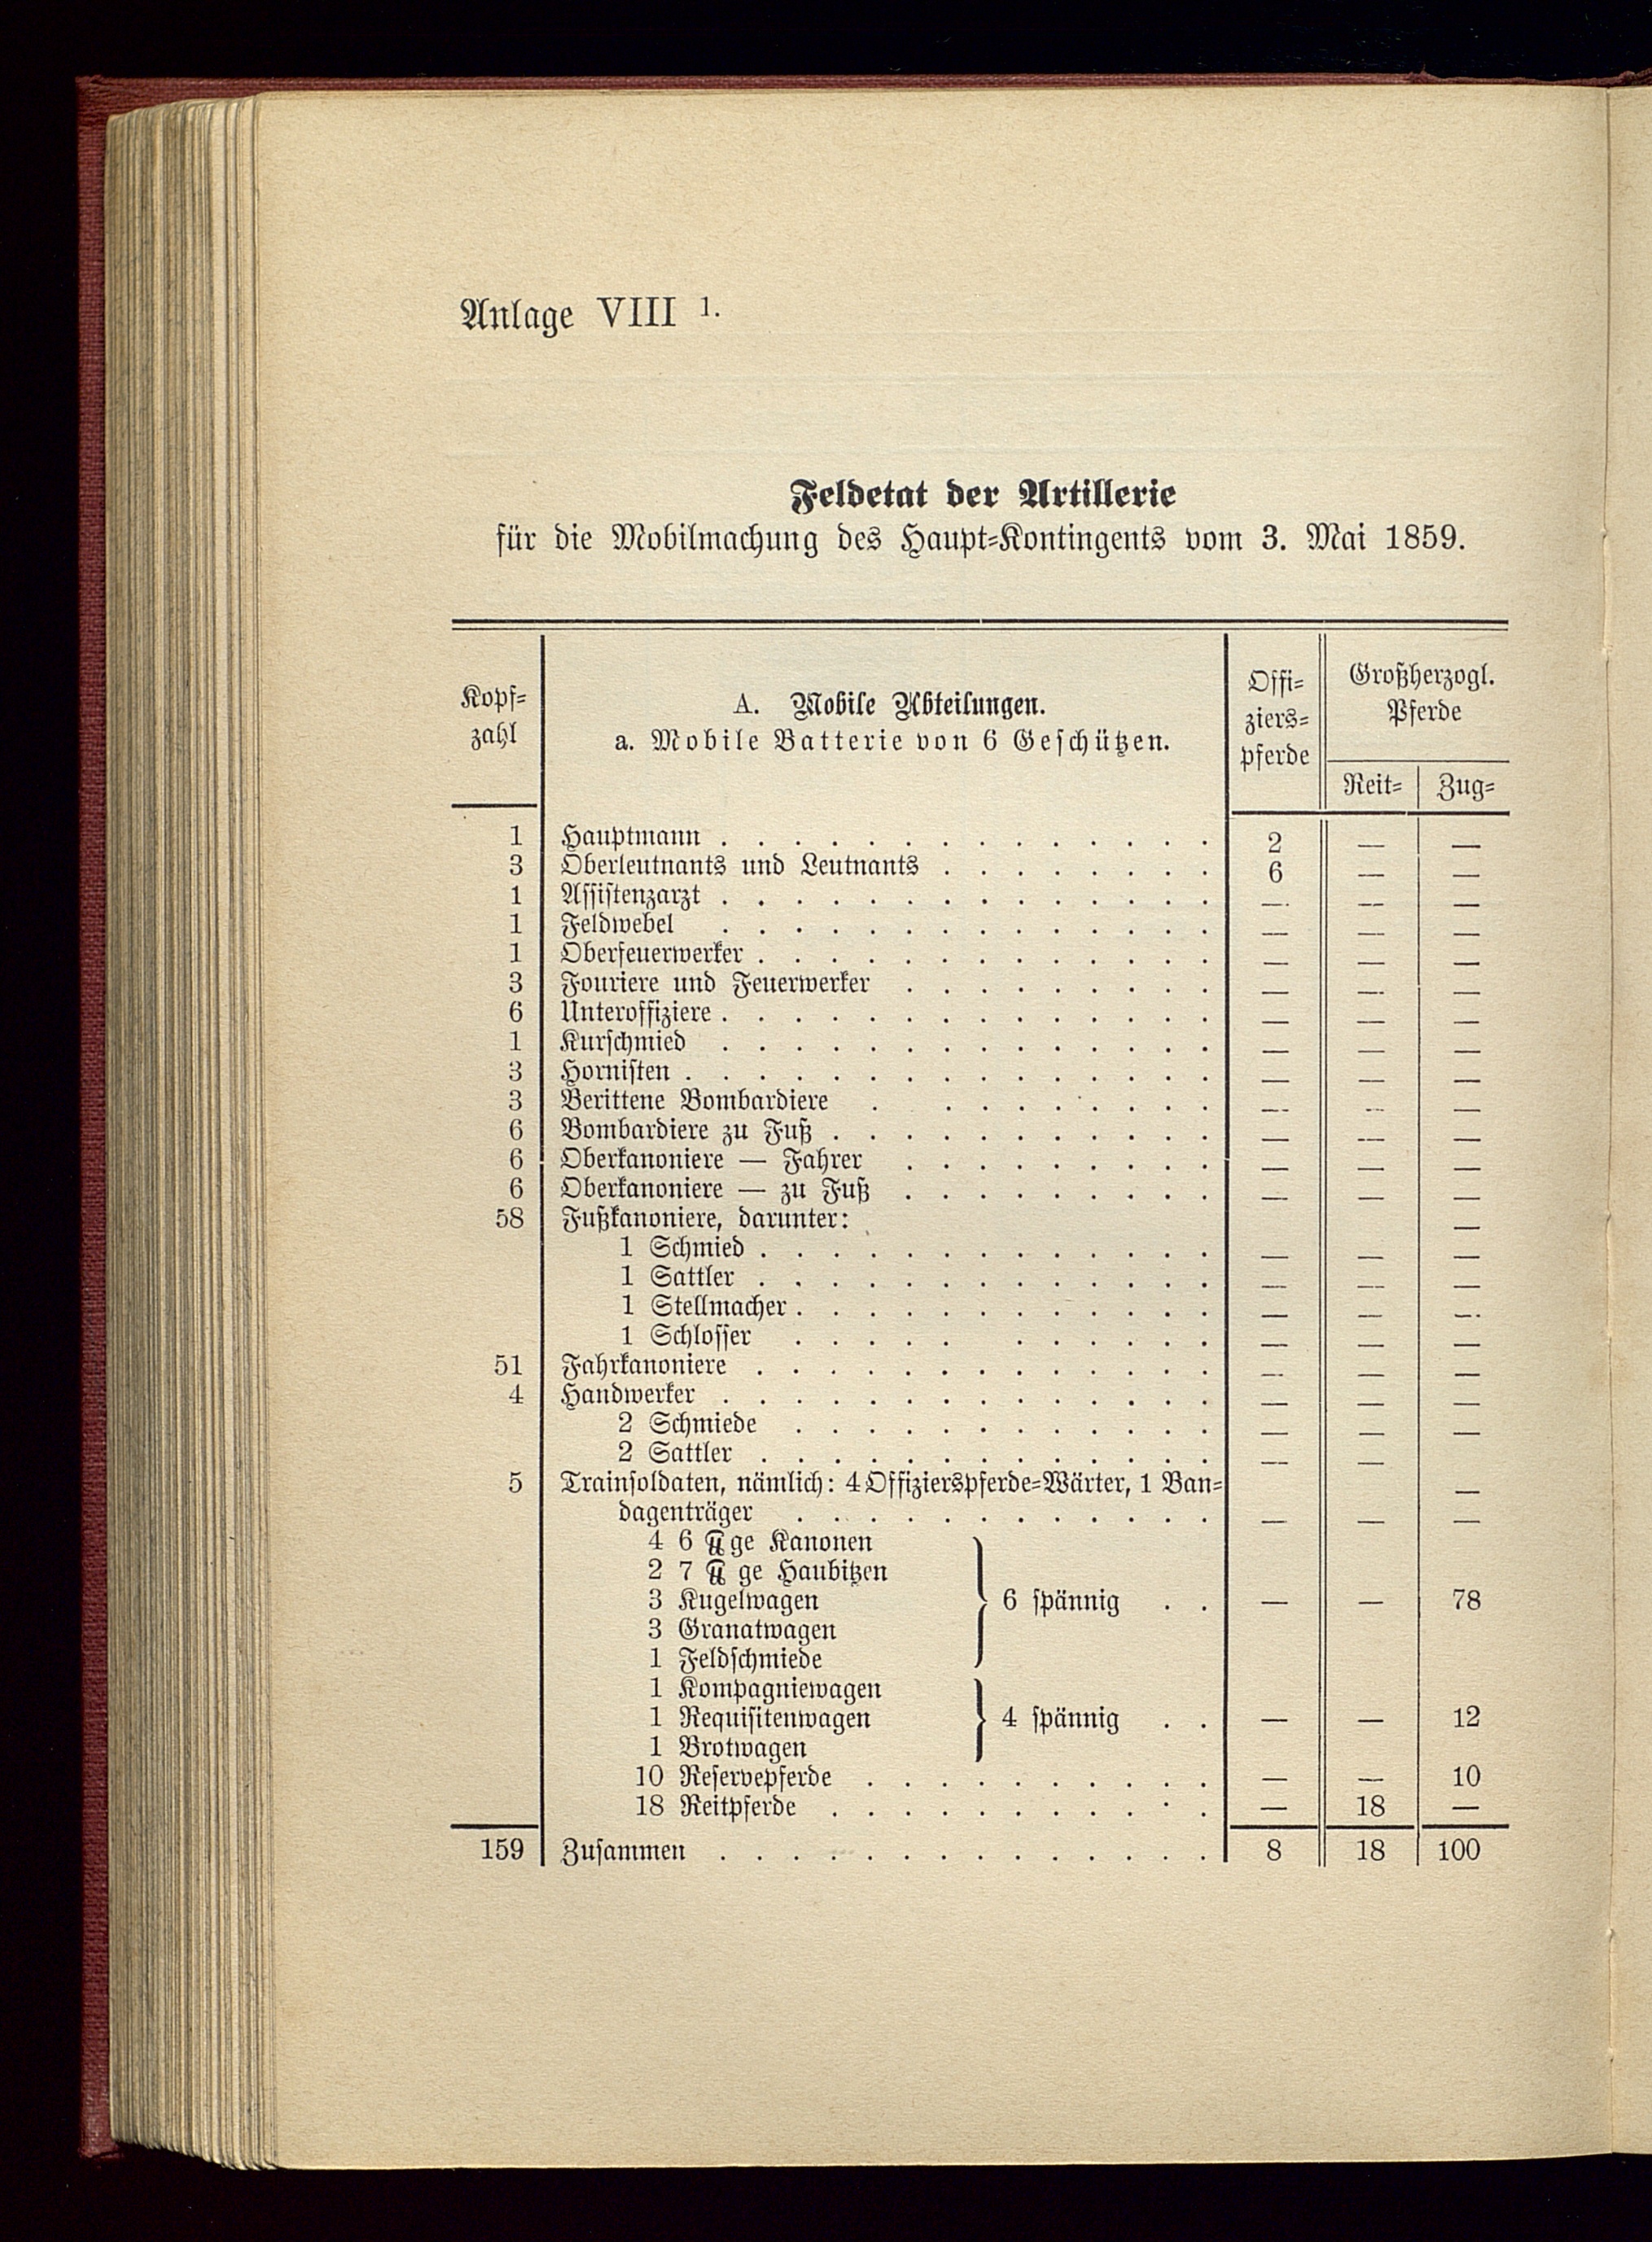 Anlage VIII 1.
Feldetat der Artillerie
für die Mobilmachung des Haupt-Kontingents vom 3. Mai 1859.
Kopf-
zahl
A. Mobile Abteilungen.
a. Mobile Batterie von 6 Geschützen.
Offi-
ziers-
pferde
Großherzogl.
Pferde
Reit- Zug-
1 Hauptmann . . . . . . . . . . . . . . 2 — —
3 Oberleutnants und Leutnants . . . . . . . . 6 — —
1 Assistenzarzt . . . . . . . . . . . . . . — — —
1 Feldwebel . . . . . . . . . . . . . . — — —
1 Oberfeuerwerker . . . . . . . . . . . . . — — —
3 Fouriere und Feuerwerker . . . . . . . . . — — —
6 Unteroffiziere . . . . . . . . . . . . . . — — —
1 Kurschmied . . . . . . . . . . . . . . — — —
3 Hornisten . . . . . . . . . . . . . . . — — —
3 Berittene Bombardiere . . . . . . . . . — — —
6 Bombardiere zu Fuß . . . . . . . . . . . — — —
6 Oberkanoniere — Fahrer . . . . . . . . . — — —
6 Oberkanoniere — zu Fuß . . . . . . . . . — — —
58 Fußkanoniere, darunter: —
1 Schmied . . . . . . . . . . . . . — — —
1 Sattler . . . . . . . . . . . . . — — —
1 Stellmacher . . . . . . . . . . . . — — —
1 Schlosser . . . . . . . . . . . — — —
51 Fahrkanoniere . . . . . . . . . . . . . — — —
4 Handwerker . . . . . . . . . . . . . . — — —
2 Schmiede . . . . . . . . . . . . — — —
2 Sattler . . . . . . . . . . . . . — — —
5 Trainsoldaten, nämlich: 4 Offizierspferde-Wärter, 1 Ban- —
dagenträger . . . . . . . . . . . . — — —
4 6 ℔ge Kanonen
2 7 ℔ ge Haubitzen
3 Kugelwagen } 6 spännig . . — — 78
3 Granatwagen
1 Feldschmiede
1 Kompagniewagen
1 Requisitenwagen } 4 spännig . . — — 12
1 Brotwagen
10 Reservepferde . . . . . . . . . . — — 10
18 Reitpferde . . . . . . . . . . . — 18 —
159 Zusammen . . . . . . . . . . . . . . 8 18 100